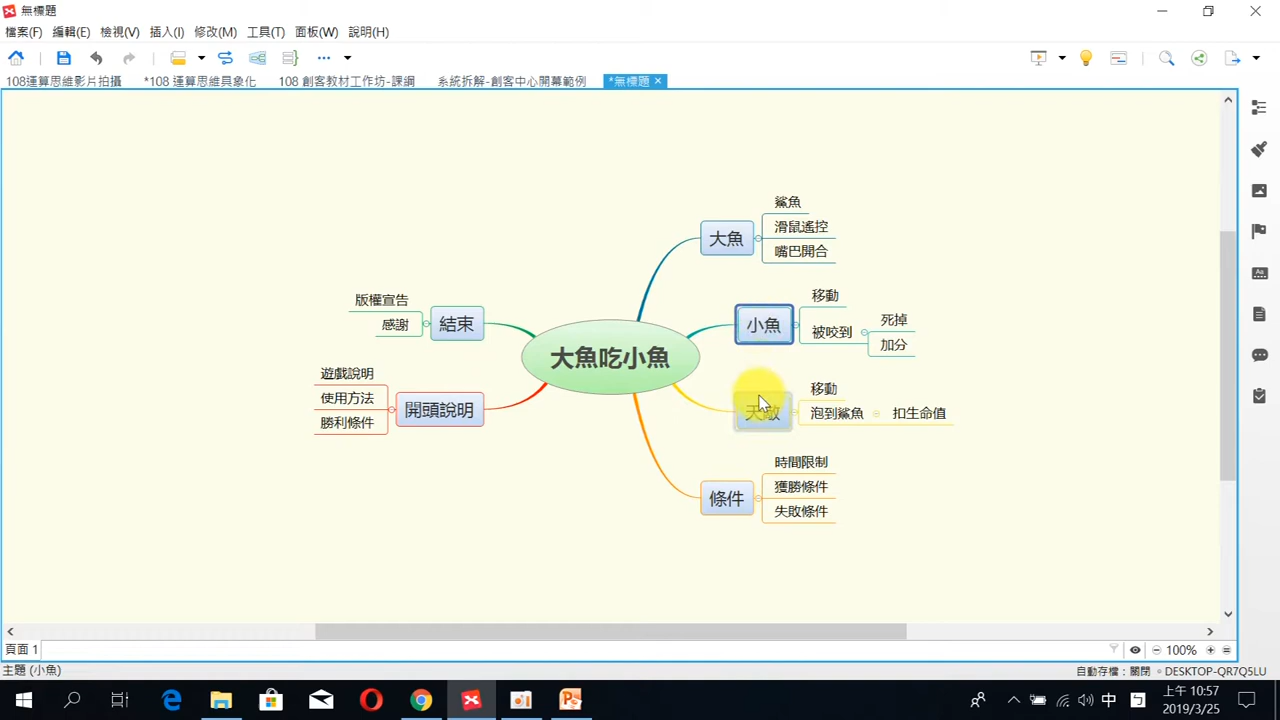 無標題
檔案(F) 編輯(E) 檢視(V) 插入(I) 修改(M) 工具(T) 面板(W) 說明(H)
108運算思維影片拍攝 *108 運算思維具象化 108 創客教材工作坊-課綱 系統拆解-創客中心開幕範例 *無標題
鯊魚
大魚
滑鼠遙控
嘴巴開合
版權宣告
感謝
結束
移動
小魚
被咬到
死掉
加分
大魚吃小魚
遊戲說明
使用方法
勝利條件
開頭說明
移動
天敵
泡到鯊魚
扣生命值
時間限制
條件
獲勝條件
失敗條件
頁面 1
100%
主題 (小魚)
自動存檔: 關閉
DESKTOP-QR7Q5LU
中
上午 10:57
2019/3/25